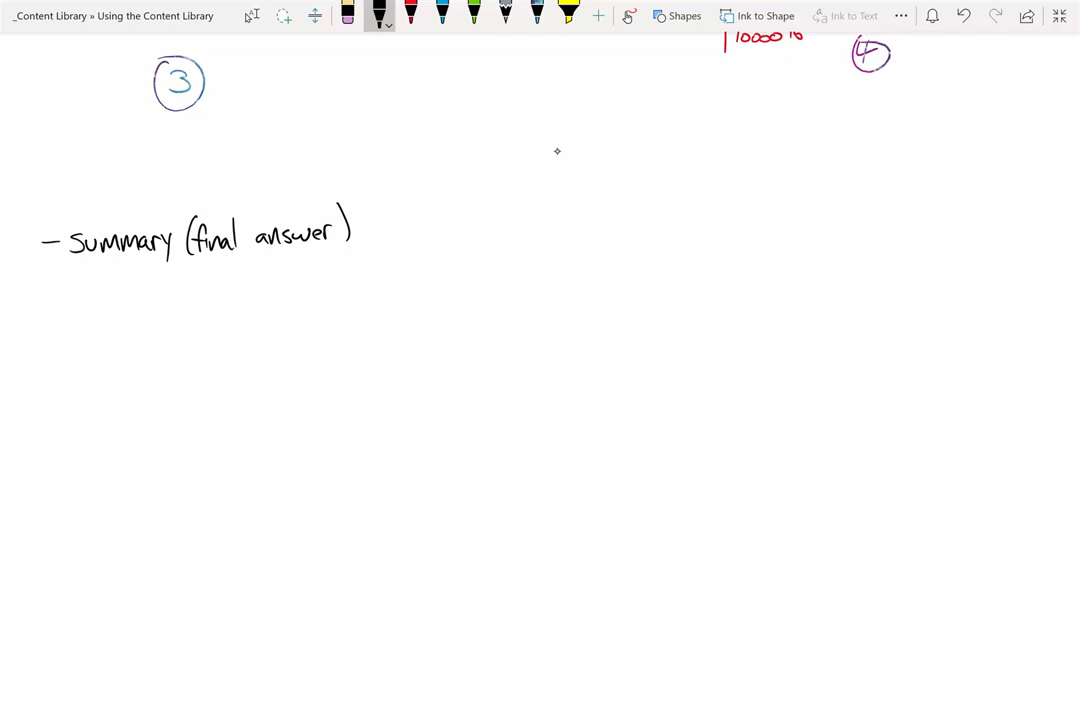 _Content Library » Using the Content Library
Shapes
Ink to Shape
Ink to Text
4
3
- Summary (final answer)